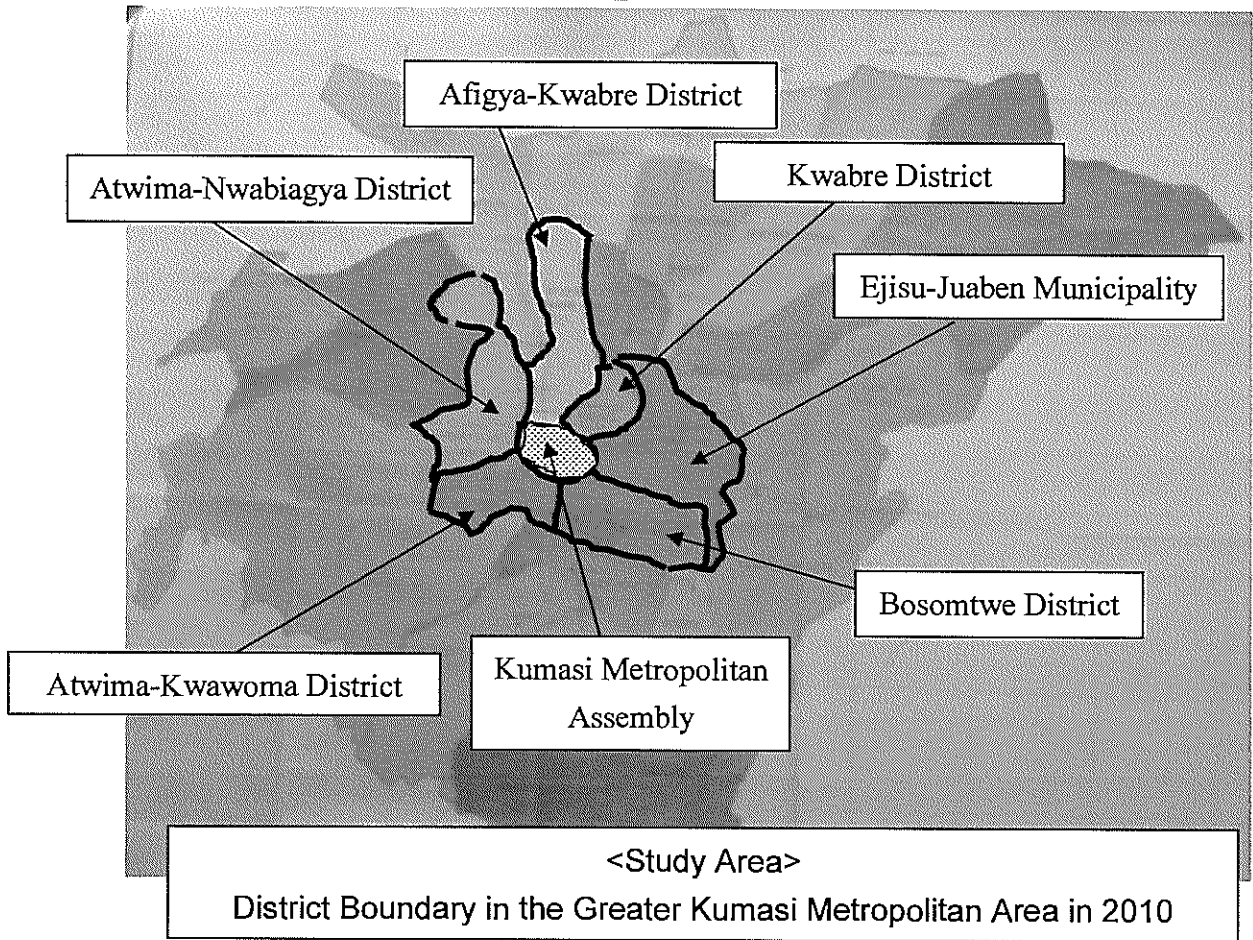 Afigya-Kwabre District
Atwima-Nwabiagya District
Kwabre District
Ejisu-Juaben Municipality
Bosomtwe District
Atwima-Kwawoma District
Kumasi Metropolitan
Assembly
<Study Area>
District Boundary in the Greater Kumasi Metropolitan Area in 2010